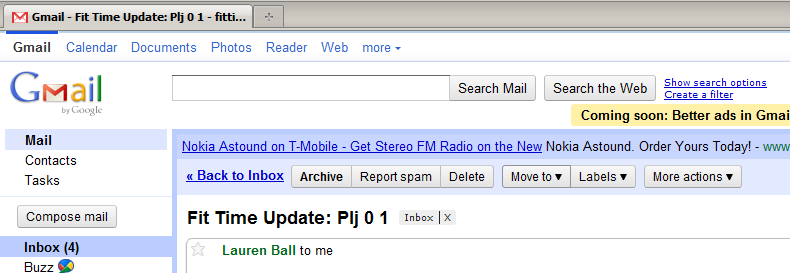 Gmail - Fit Time Update: Plj 0 1 - fitti...
Gmail Calendar Documents Photos Reader Web more
Gmail by Google
Search Mail Search the Web Show search options
Create a filter
Coming soon: Better ads in Gmai
Mail
Contacts
Tasks
Compose mail
Inbox (4)
Buzz
Nokia Astound on T-Mobile - Get Stereo FM Radio on the New Nokia Astound. Order Yours Today! - www
« Back to Inbox Archive Report spam Delete Move to Labels More actions
Fit Time Update: Plj 0 1 Inbox | X
Lauren Ball to me